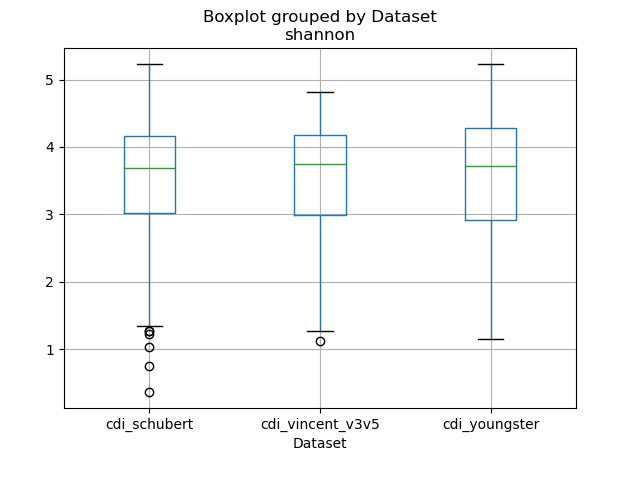 Boxplot grouped by Dataset
shannon
5
4
3
2
1
cdi_schubert
cdi_vincent_v3v5
cdi_youngster
Dataset